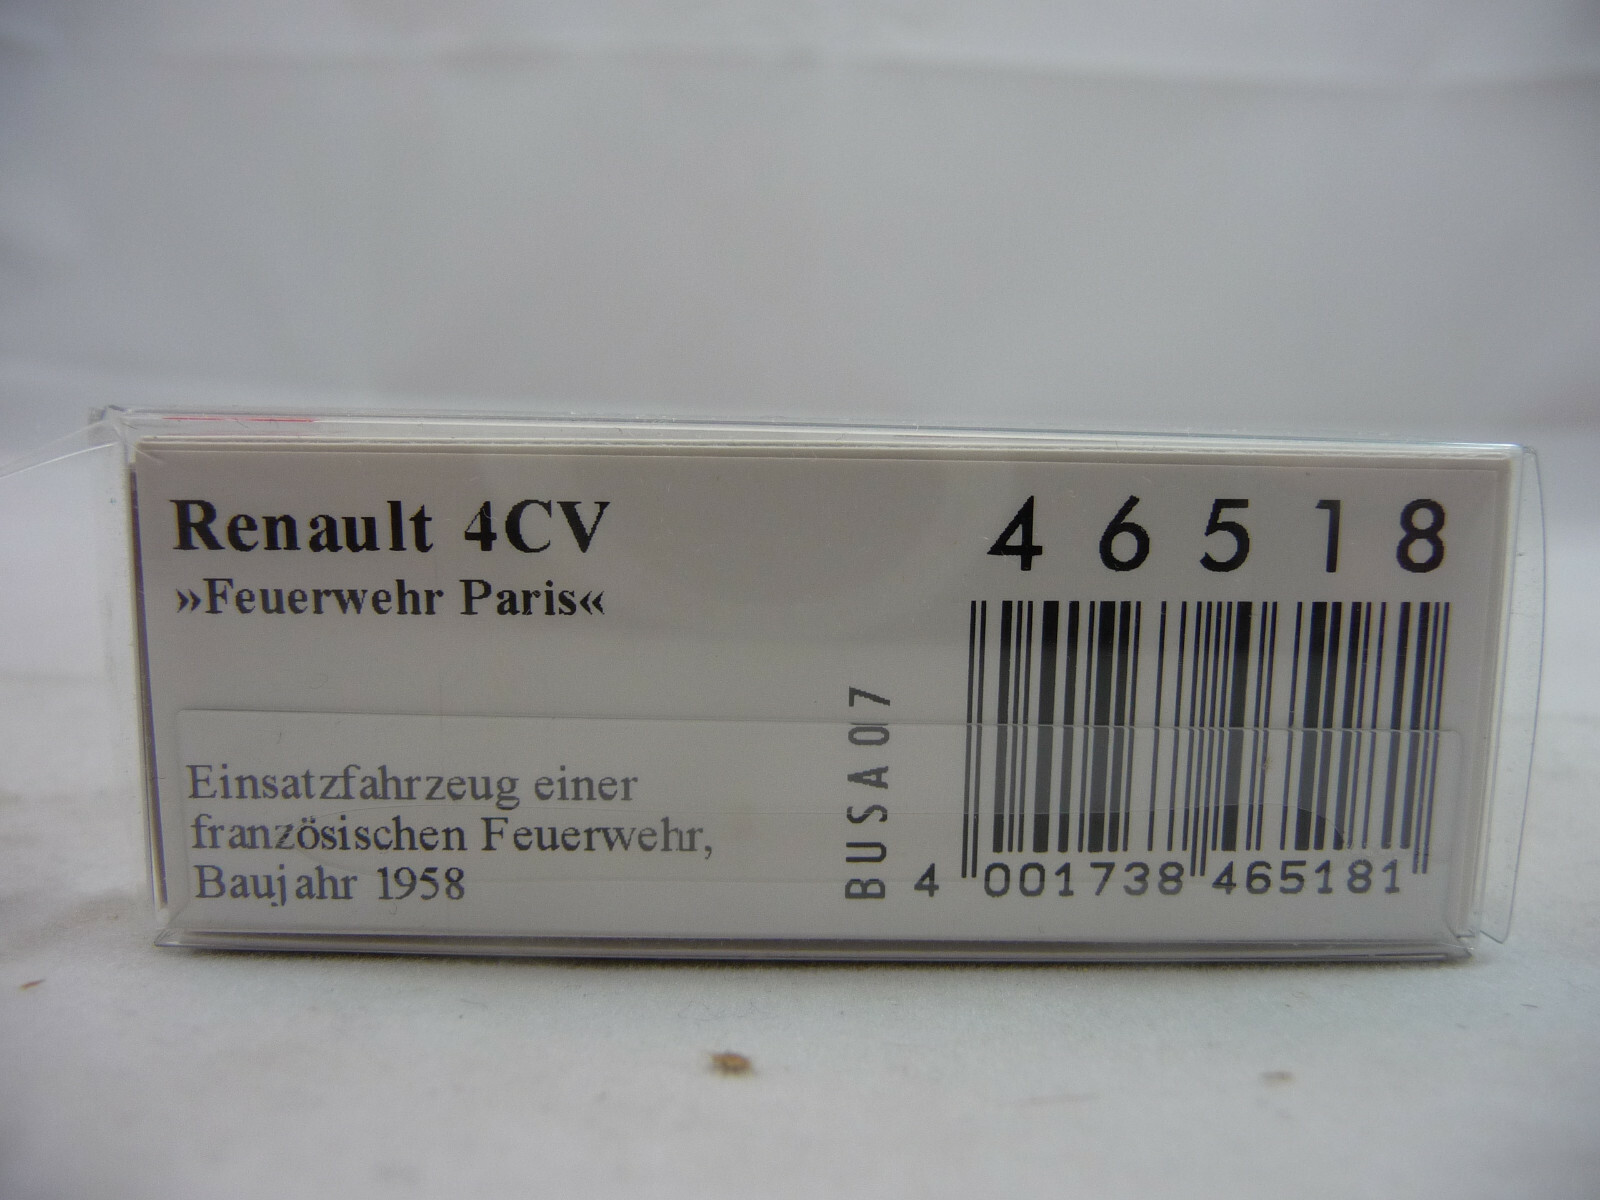 Renault 4CV
»Feuerwehr Paris«
Einsatzfahrzeug einer
französischen Feuerwehr,
Baujahr 1958
46518
BUSA07
4 001738 465181